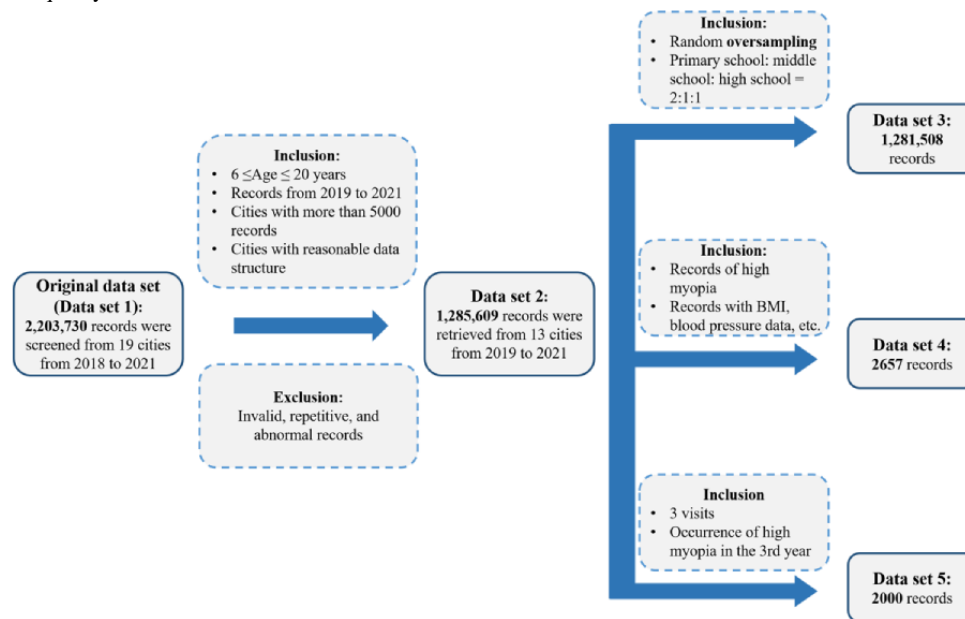 Original data set
(Data set 1):
2,203,730 records were
screened from 19 cities
from 2018 to 2021
Inclusion:
• 6 ≤Age ≤ 20 years
• Records from 2019 to 2021
• Cities with more than 5000
records
• Cities with reasonable data
structure
Exclusion:
Invalid, repetitive, and
abnormal records
Data set 2:
1,285,609 records were
retrieved from 13 cities
from 2019 to 2021
Inclusion:
• Random oversampling
• Primary school: middle
school: high school =
2:1:1
Data set 3:
1,281,508
records
Inclusion:
• Records of high
myopia
• Records with BMI,
blood pressure data, etc.
Data set 4:
2657 records
Inclusion
• 3 visits
• Occurrence of high
myopia in the 3rd year
Data set 5:
2000 records